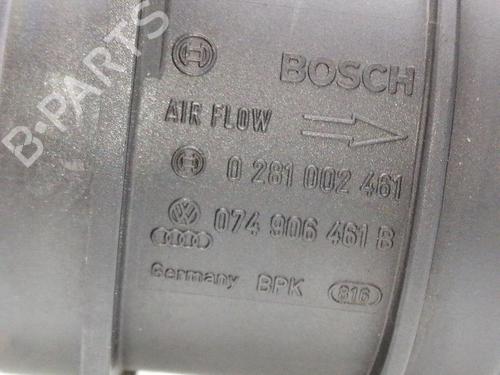 BOSCH
AIR FLOW
0 281 002 461
074 906 461 B
Germany BPK 816
B-PARTS